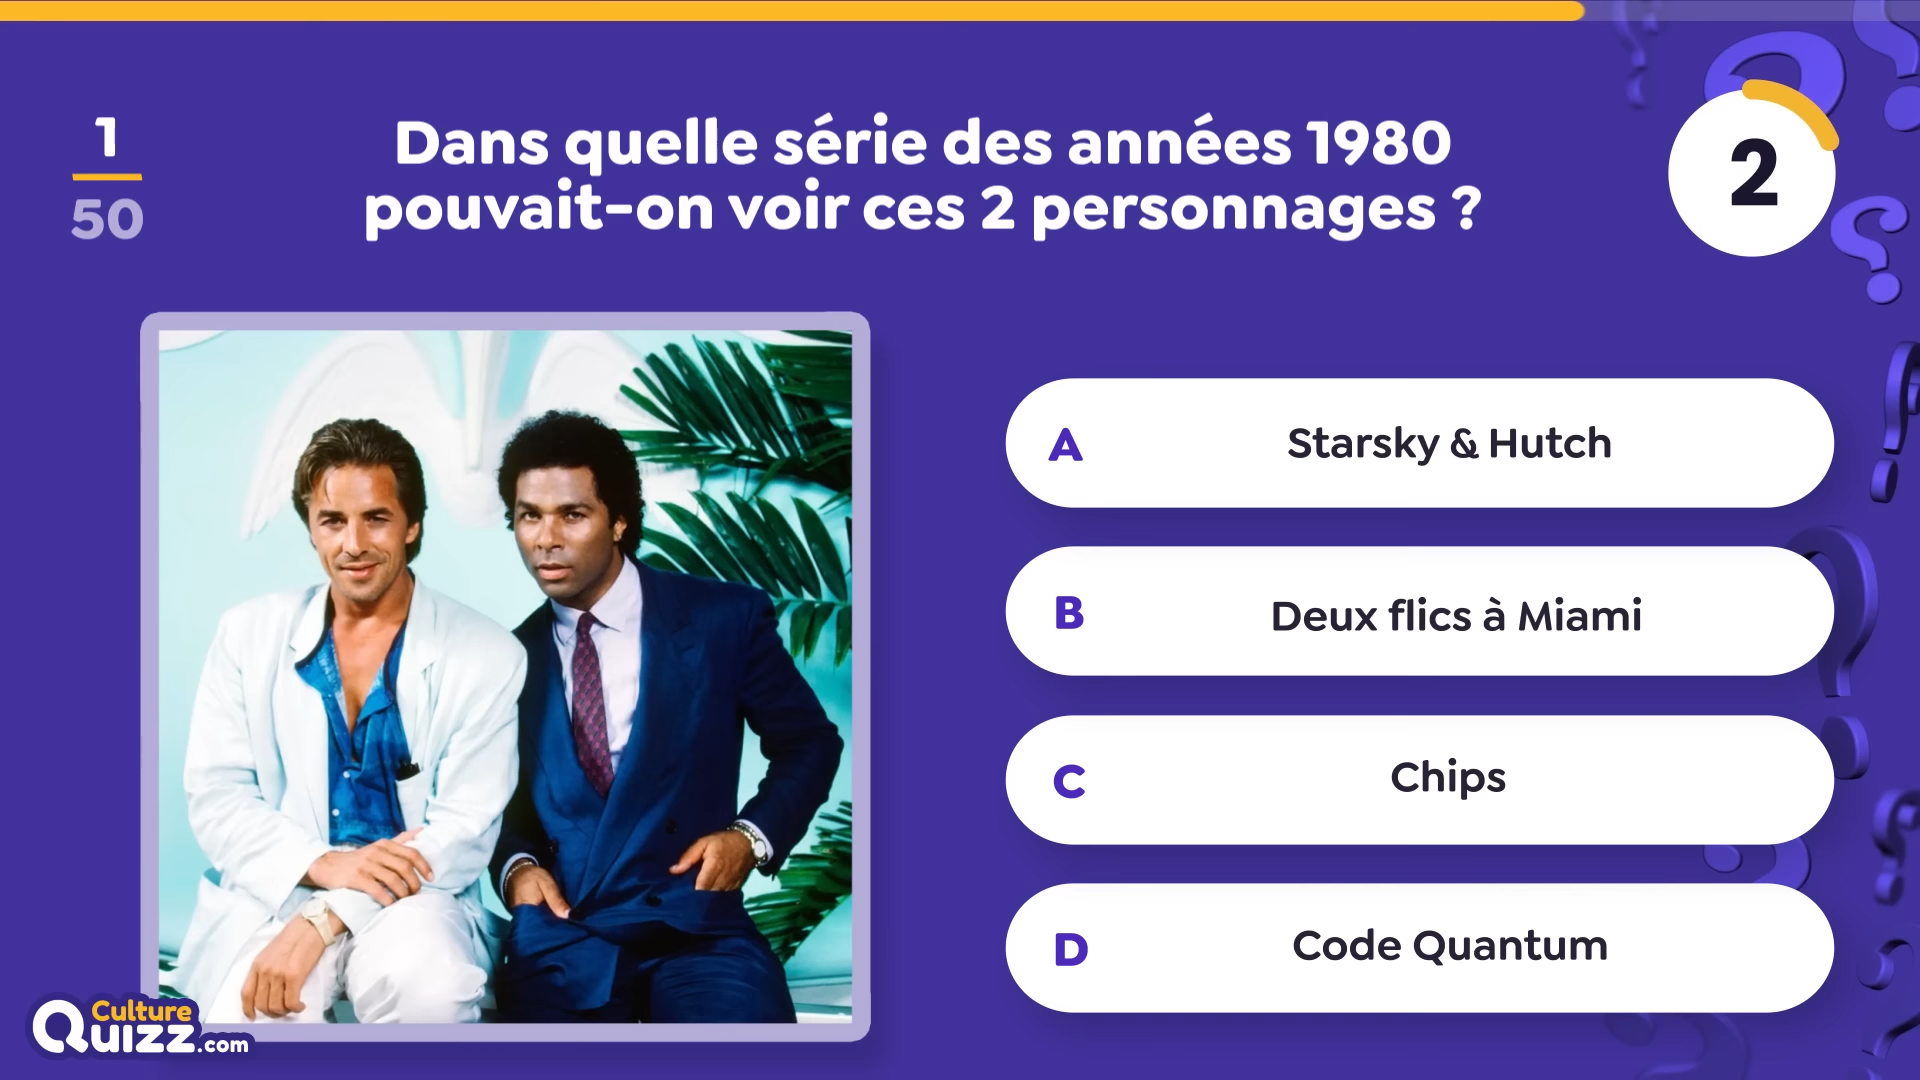 1
50
Dans quelle série des années 1980
pouvait-on voir ces 2 personnages ?
2
A
Starsky & Hutch
B
Deux flics à Miami
C
Chips
D
Code Quantum
Culture
Quizz.com